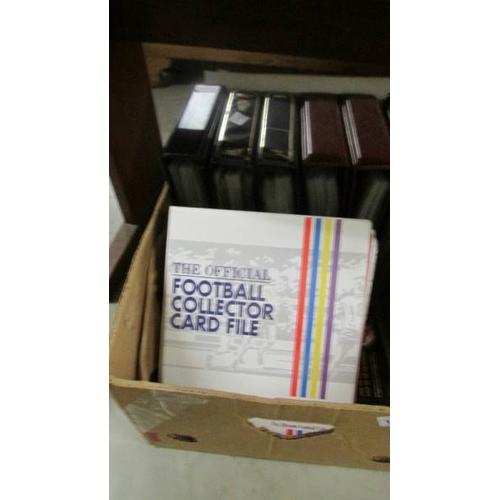 THE OFFICIAL
FOOTBALL
COLLECTOR
CARD FILE